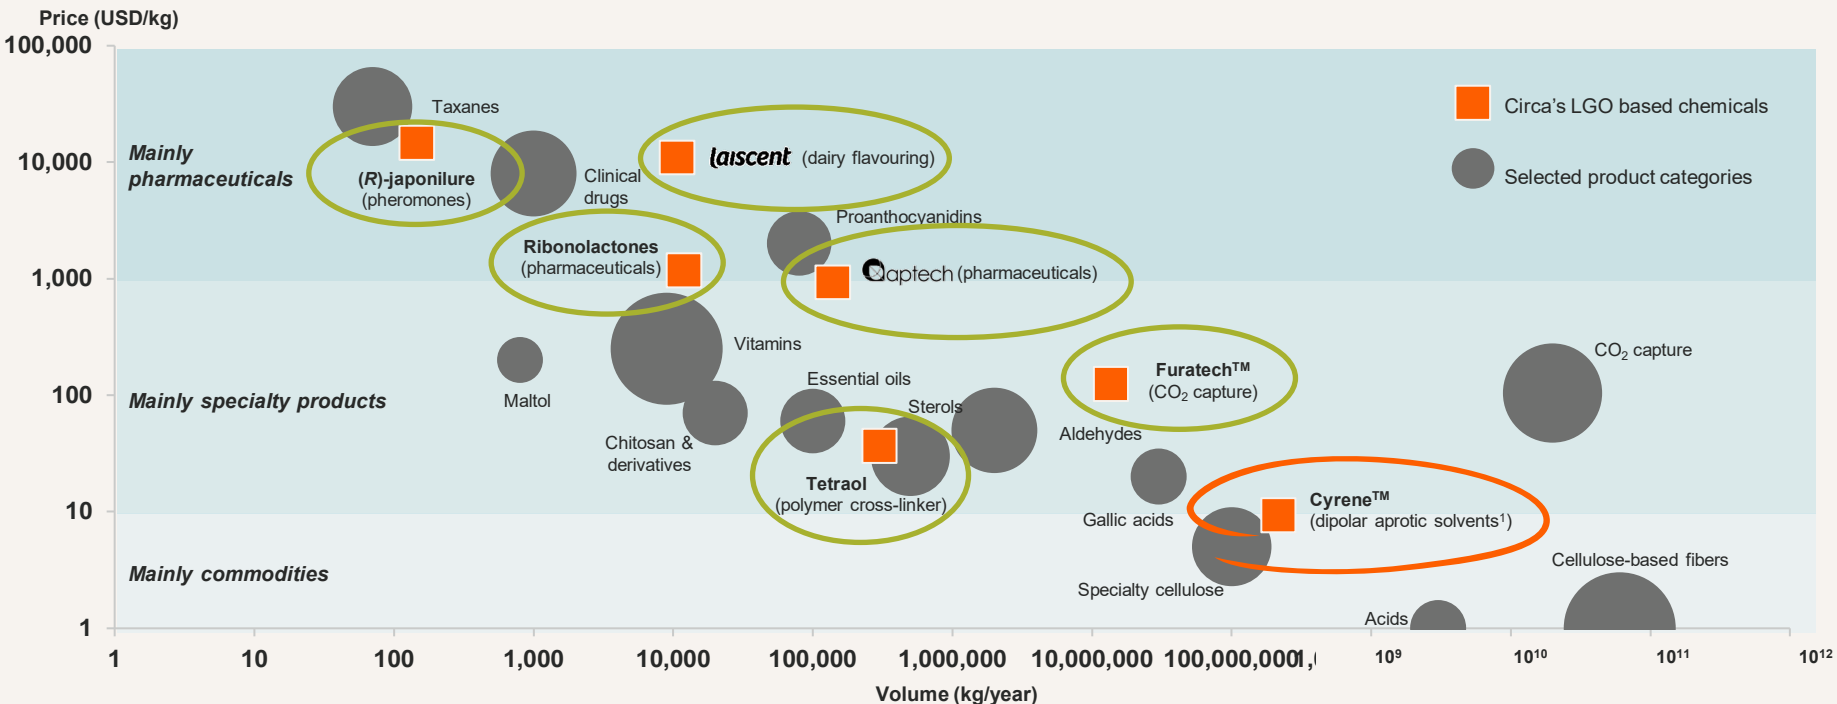 Price (USD/kg)
100,000
10,000
1,000
100
10
1
Mainly
pharmaceuticals
Mainly specialty products
Mainly commodities
Taxanes
(R)-japonilure
(pheromones)
Clinical
drugs
laiscent (dairy flavouring)
Circa's LGO based chemicals
Selected product categories
Proanthocyanidins
Ribonolactones
(pharmaceuticals)
aptech (pharmaceuticals)
Vitamins
Maltol
Essential oils
Chitosan &
derivatives
Sterols
Tetraol
(polymer cross-linker)
Furatech™
(CO₂ capture)
CO₂ capture
Aldehydes
Gallic acids
Cyrene™
(dipolar aprotic solvents¹)
Specialty cellulose
Cellulose-based fibers
Acids
1 10 100 1,000 10,000 100,000 1,000,000 10,000,000 100,000,000 10⁹ 10¹⁰ 10¹¹ 10¹²
Volume (kg/year)